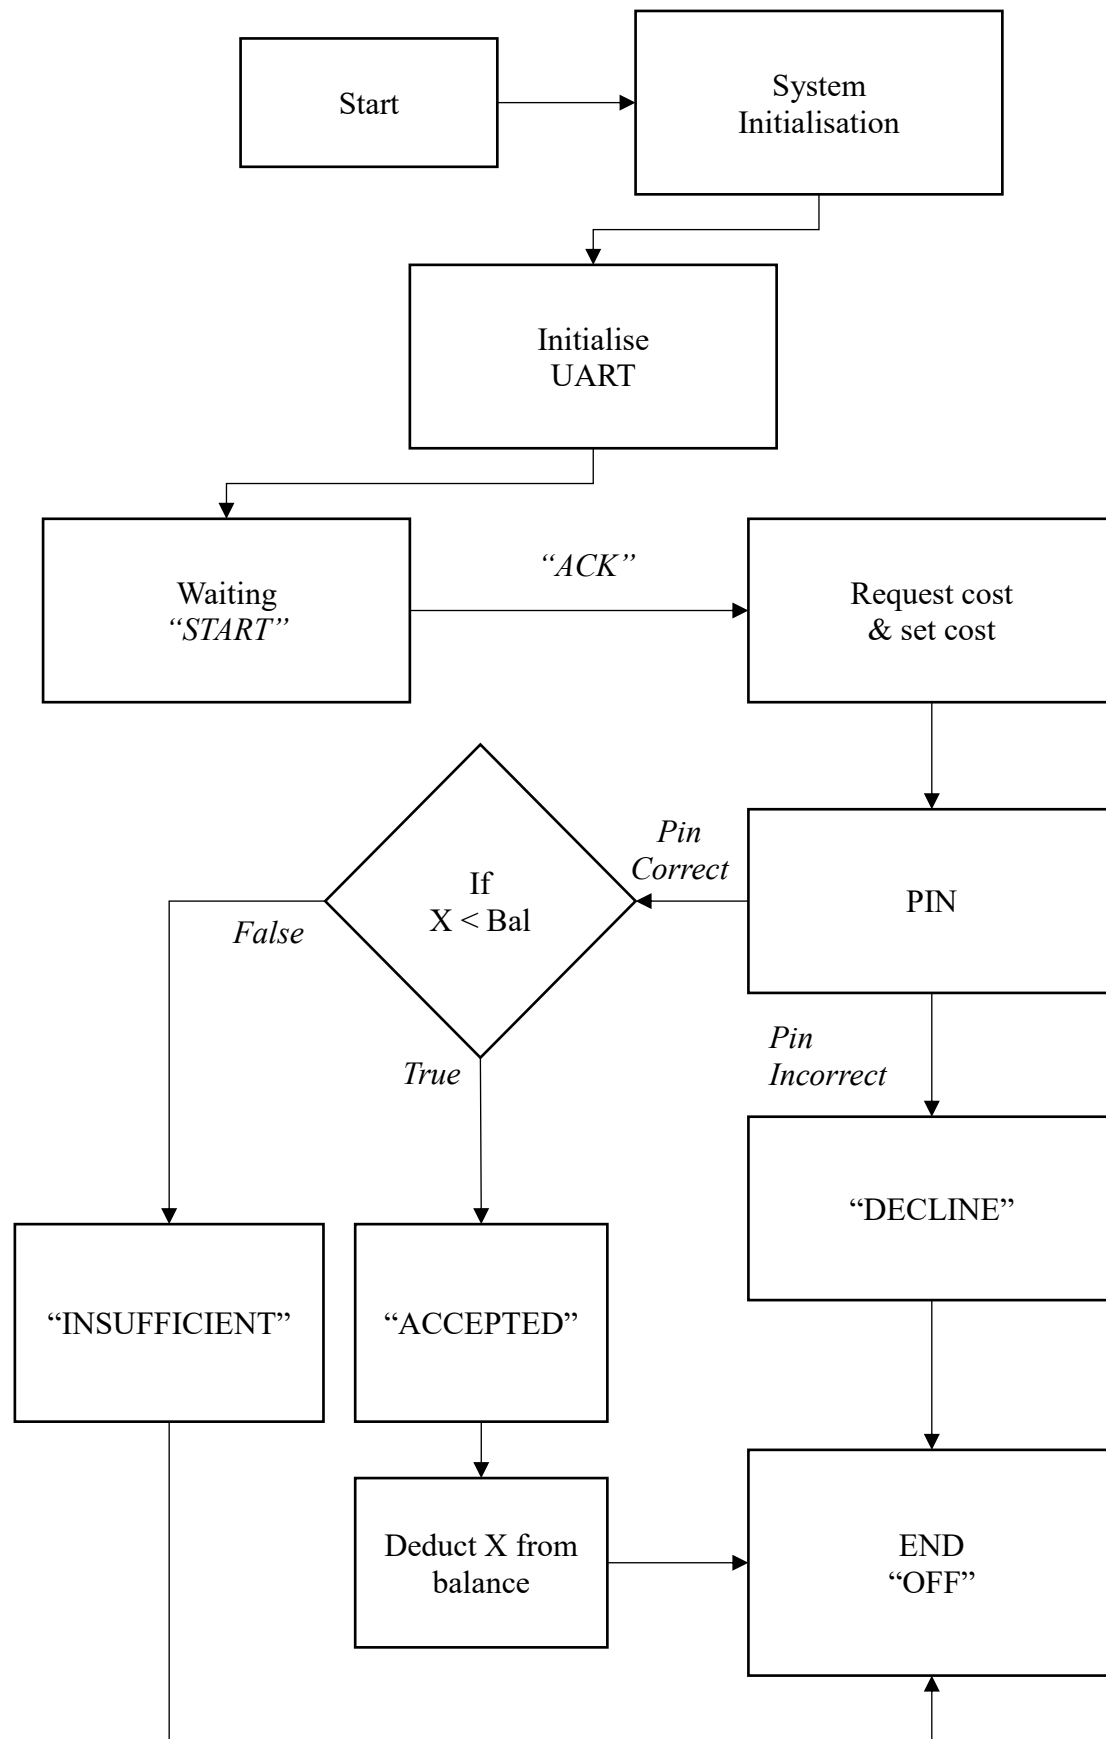 Start
System
Initialisation
Initialise
UART
Waiting
“START”
“ACK”
Request cost
& set cost
If
X < Bal
Pin
Correct
PIN
False
True
Pin
Incorrect
“DECLINE”
“INSUFFICIENT”
“ACCEPTED”
Deduct X from
balance
END
“OFF”